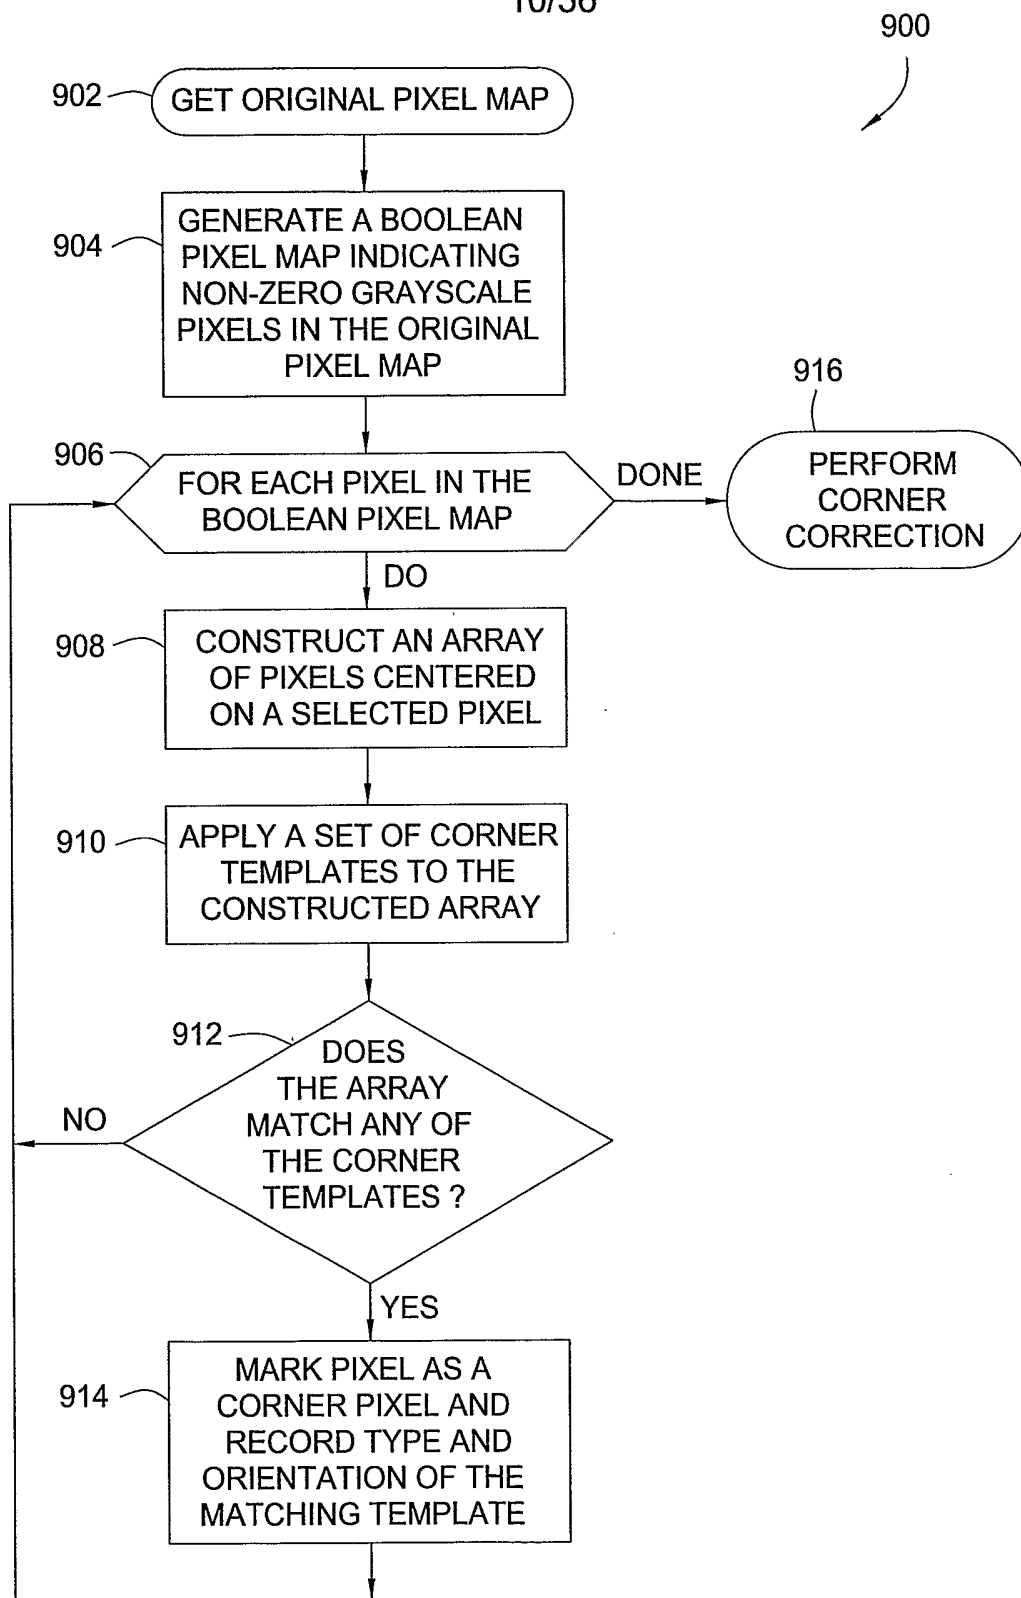 10/56
900
902
GET ORIGINAL PIXEL MAP
904
GENERATE A BOOLEAN
PIXEL MAP INDICATING
NON-ZERO GRAYSCALE
PIXELS IN THE ORIGINAL
PIXEL MAP
906
FOR EACH PIXEL IN THE
BOOLEAN PIXEL MAP
DONE
916
PERFORM
CORNER
CORRECTION
DO
908
CONSTRUCT AN ARRAY
OF PIXELS CENTERED
ON A SELECTED PIXEL
910
APPLY A SET OF CORNER
TEMPLATES TO THE
CONSTRUCTED ARRAY
912
DOES
THE ARRAY
MATCH ANY OF
THE CORNER
TEMPLATES ?
NO
YES
914
MARK PIXEL AS A
CORNER PIXEL AND
RECORD TYPE AND
ORIENTATION OF THE
MATCHING TEMPLATE